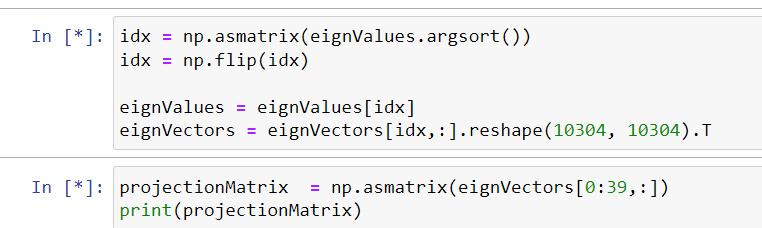 In [*]: idx = np.asmatrix(eignValues.argsort())
idx = np.flip(idx)
eignValues = eignValues[idx]
eignVectors = eignVectors[idx,:].reshape(10304, 10304).T
In [*]: projectionMatrix  = np.asmatrix(eignVectors[0:39,:])
print(projectionMatrix)